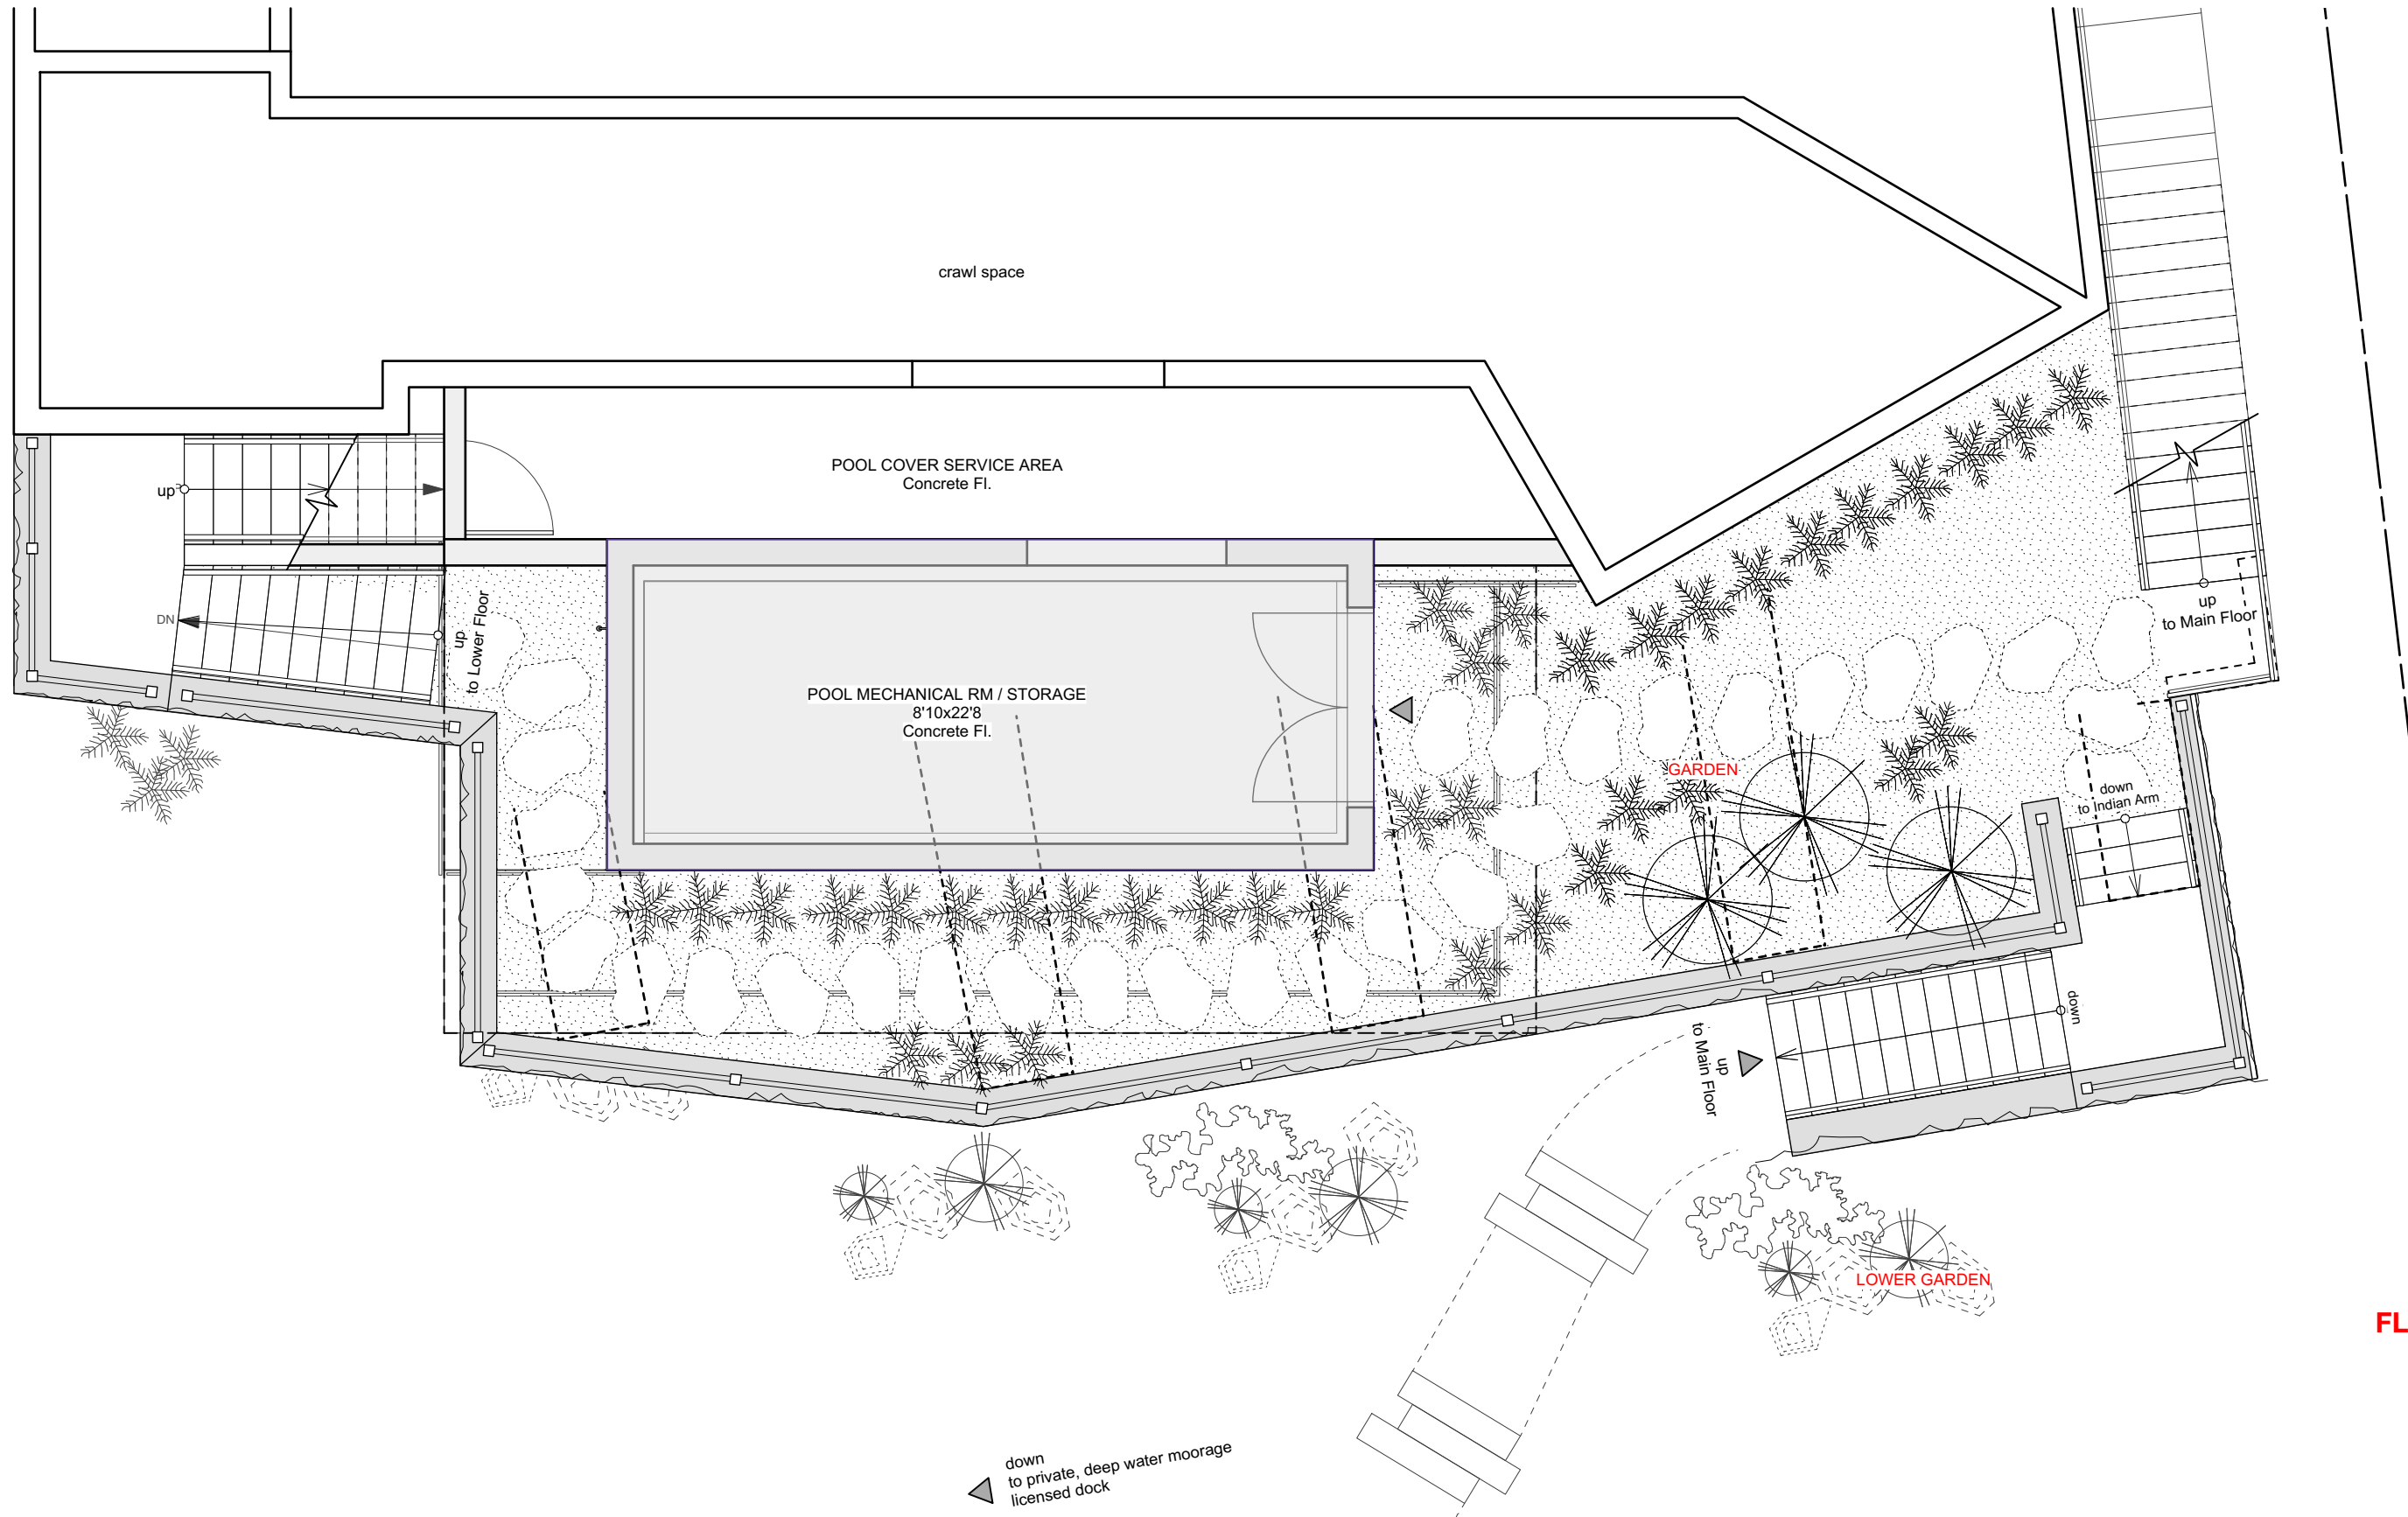 crawl space
POOL COVER SERVICE AREA
Concrete Fl.
up
DN
up
to Lower Floor
POOL MECHANICAL RM / STORAGE
8'10x22'8
Concrete Fl.
up
to Main Floor
GARDEN
down
to Indian Arm
down
up
to Main Floor
LOWER GARDEN
FL
down
to private, deep water moorage
licensed dock